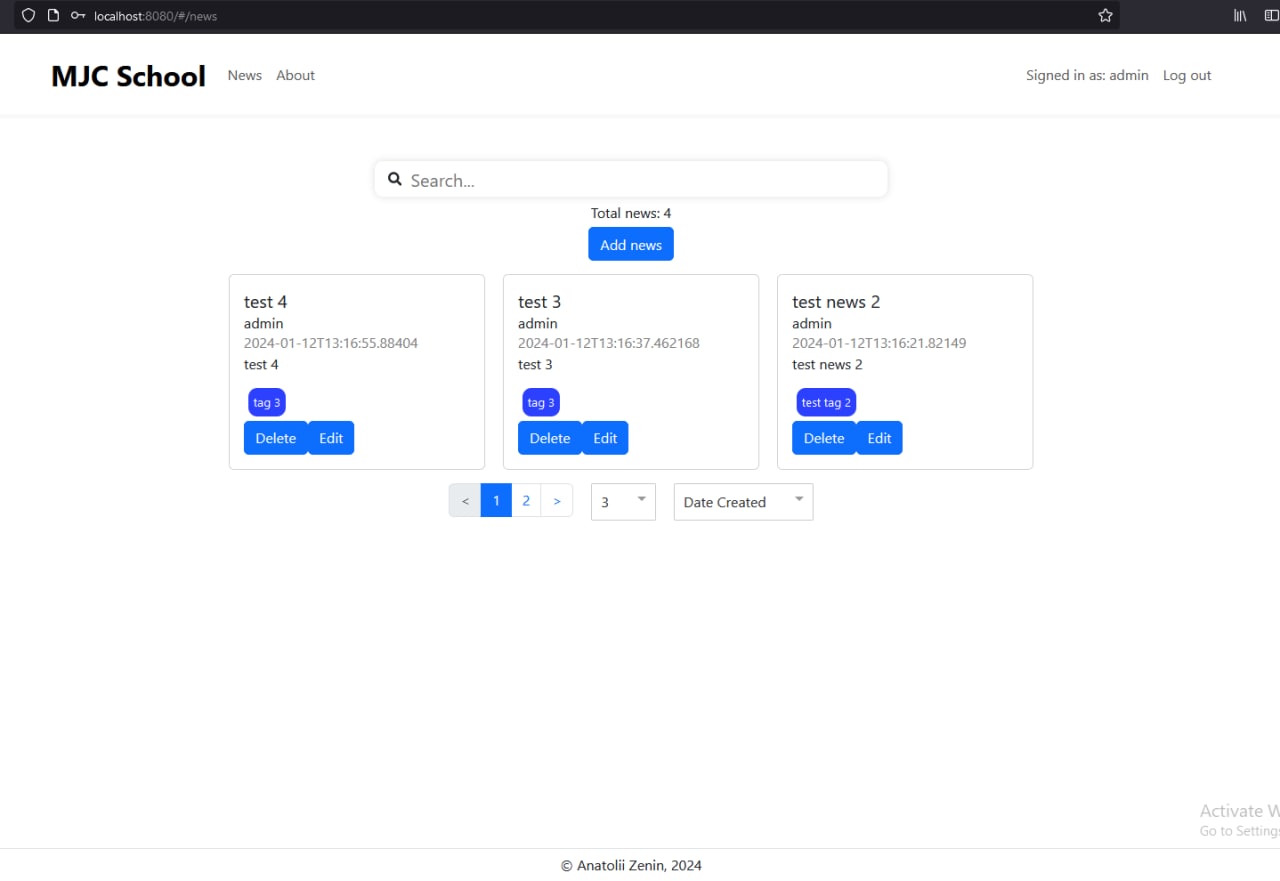 localhost:8080/#/news
MJC School News About Signed in as: admin Log out
Search...
Total news: 4
Add news
test 4
admin
2024-01-12T13:16:55.88404
test 4
tag 3
Delete Edit
test 3
admin
2024-01-12T13:16:37.462168
test 3
tag 3
Delete Edit
test news 2
admin
2024-01-12T13:16:21.82149
test news 2
test tag 2
Delete Edit
< 1 2 > 3 Date Created
Activate W
Go to Settings
© Anatolii Zenin, 2024